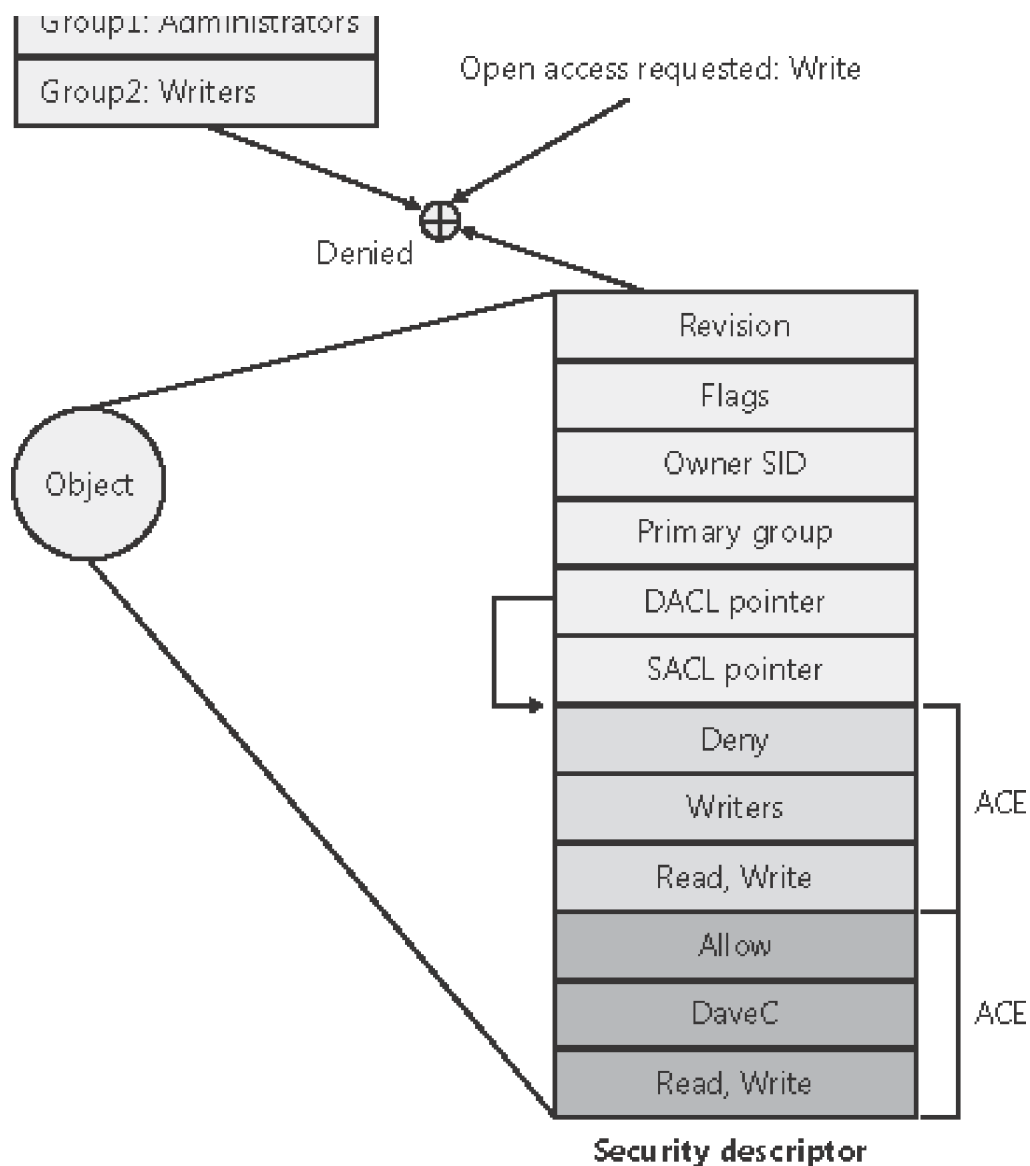 Group1: Administrators
Group2: Writers
Open access requested: Write
Denied
Revision
Flags
Owner SID
Object
Primary group
DACL pointer
SACL pointer
Deny
Writers
ACE
Read, Write
Allow
DaveC
ACE
Read, Write
Security descriptor